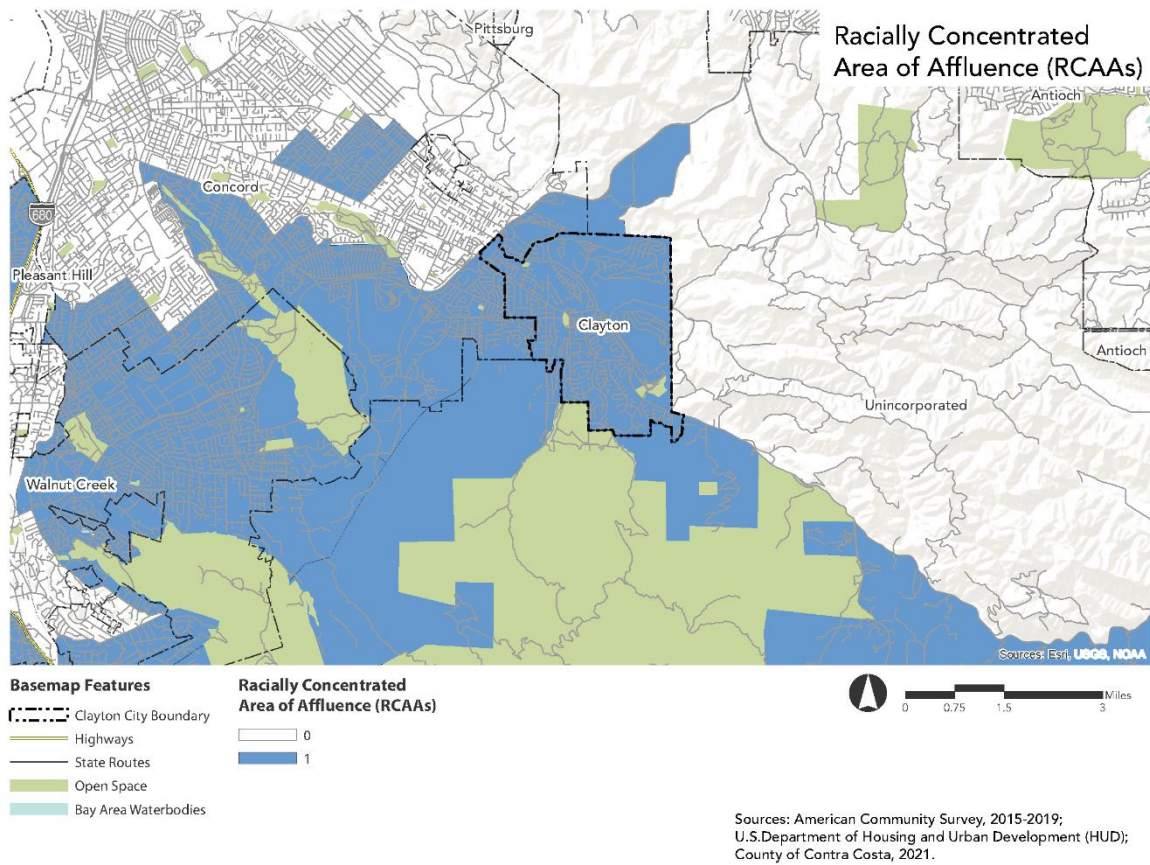 Racially Concentrated
Area of Affluence (RCAAs)
Pittsburg
Antioch
Concord
680
Pleasant Hill
Clayton
Antioch
Unincorporated
Walnut Creek
Sources: Esri, USGS, NOAA
Basemap Features
Clayton City Boundary
Highways
State Routes
Open Space
Bay Area Waterbodies
Racially Concentrated
Area of Affluence (RCAAs)
0
1
Miles
0 0.75 1.5 3
Sources: American Community Survey, 2015-2019;
U.S.Department of Housing and Urban Development (HUD);
County of Contra Costa, 2021.